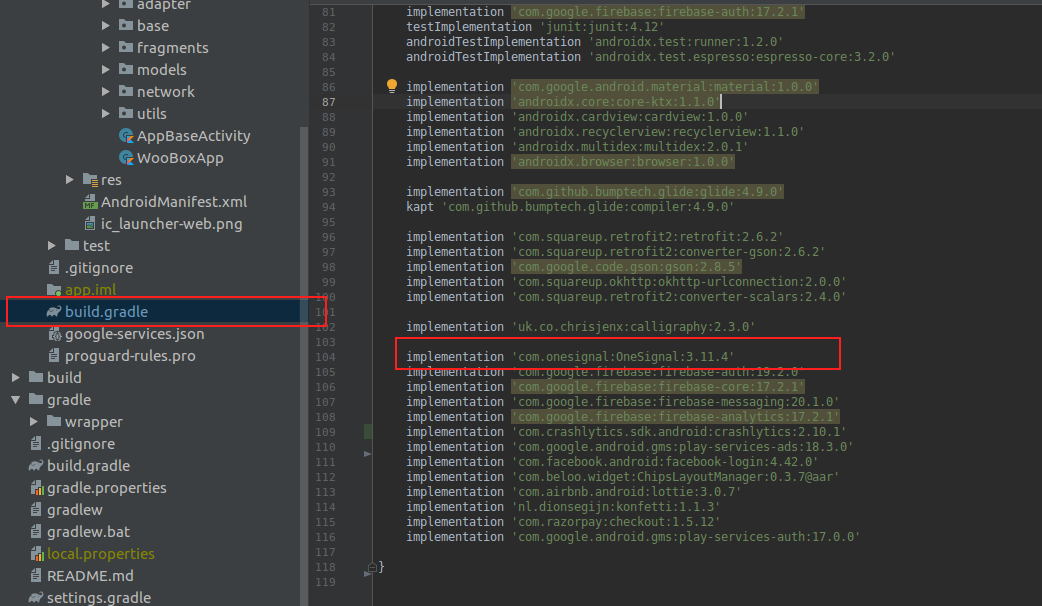 adapter
base
fragments
models
network
utils
AppBaseActivity
WooBoxApp
res
AndroidManifest.xml
ic_launcher-web.png
test
.gitignore
app.iml
build.gradle
google-services.json
proguard-rules.pro
build
gradle
wrapper
.gitignore
build.gradle
gradle.properties
gradlew
gradlew.bat
local.properties
README.md
settings.gradle
81 implementation 'com.google.firebase:firebase-auth:17.2.1'
82 testImplementation 'junit:junit:4.12'
83 androidTestImplementation 'androidx.test:runner:1.2.0'
84 androidTestImplementation 'androidx.test.espresso:espresso-core:3.2.0'
85
86 implementation 'com.google.android.material:material:1.0.0'
87 implementation 'androidx.core:core-ktx:1.1.0'
88 implementation 'androidx.cardview:cardview:1.0.0'
89 implementation 'androidx.recyclerview:recyclerview:1.1.0'
90 implementation 'androidx.multidex:multidex:2.0.1'
91 implementation 'androidx.browser:browser:1.0.0'
92
93 implementation 'com.github.bumptech.glide:glide:4.9.0'
94 kapt 'com.github.bumptech.glide:compiler:4.9.0'
95
96 implementation 'com.squareup.retrofit2:retrofit:2.6.2'
97 implementation 'com.squareup.retrofit2:converter-gson:2.6.2'
98 implementation 'com.google.code.gson:gson:2.8.5'
99 implementation 'com.squareup.okhttp:okhttp-urlconnection:2.0.0'
100 implementation 'com.squareup.retrofit2:converter-scalars:2.4.0'
101
102 implementation 'uk.co.chrisjenx:calligraphy:2.3.0'
103
104 implementation 'com.onesignal:OneSignal:3.11.4'
105 implementation 'com.google.firebase:firebase-auth:19.2.0'
106 implementation 'com.google.firebase:firebase-core:17.2.1'
107 implementation 'com.google.firebase:firebase-messaging:20.1.0'
108 implementation 'com.google.firebase:firebase-analytics:17.2.1'
109 implementation 'com.crashlytics.sdk.android:crashlytics:2.10.1'
110 implementation 'com.google.android.gms:play-services-ads:18.3.0'
111 implementation 'com.facebook.android:facebook-login:4.42.0'
112 implementation 'com.beloo.widget:ChipsLayoutManager:0.3.7@aar'
113 implementation 'com.airbnb.android:lottie:3.0.7'
114 implementation 'nl.dionsegijn:konfetti:1.1.3'
115 implementation 'com.razorpay:checkout:1.5.12'
116 implementation 'com.google.android.gms:play-services-auth:17.0.0'
117
118 }
119